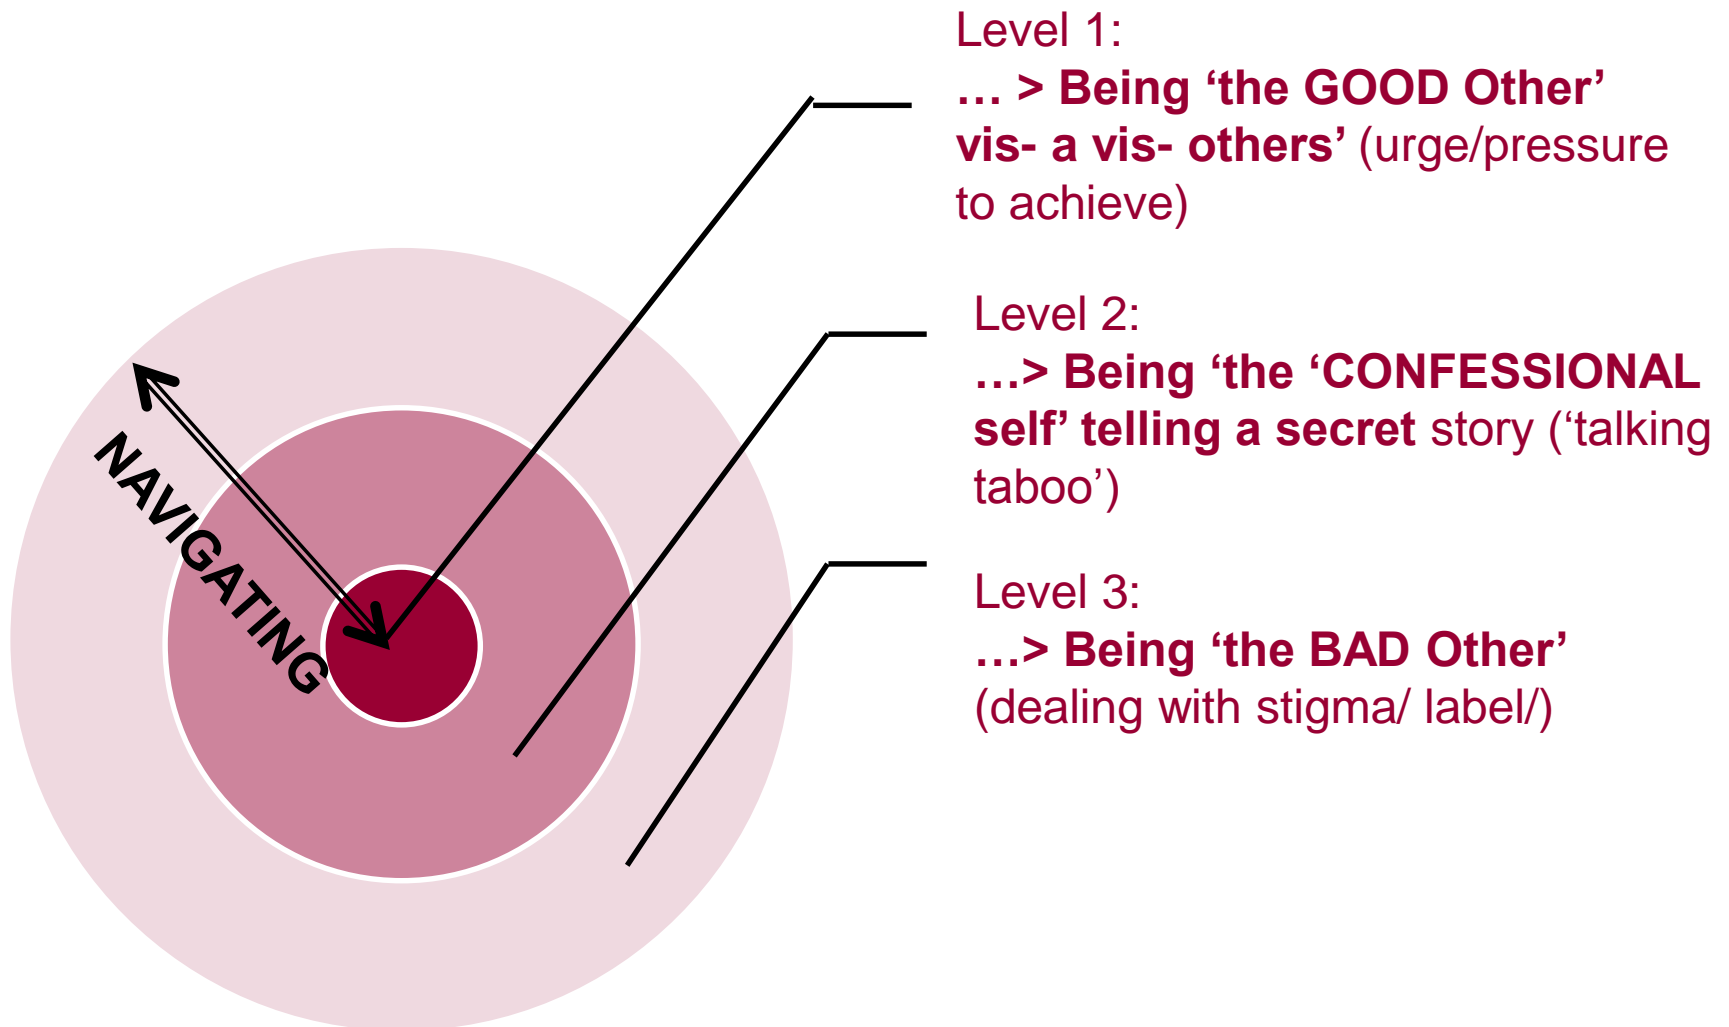 Level 1:
… > Being ‘the GOOD Other’
vis- a vis- others’ (urge/pressure
to achieve)
Level 2:
…> Being ‘the ‘CONFESSIONAL
self’ telling a secret story (‘talking
taboo’)
Level 3:
…> Being ‘the BAD Other’
(dealing with stigma/ label/)
NAVIGATING